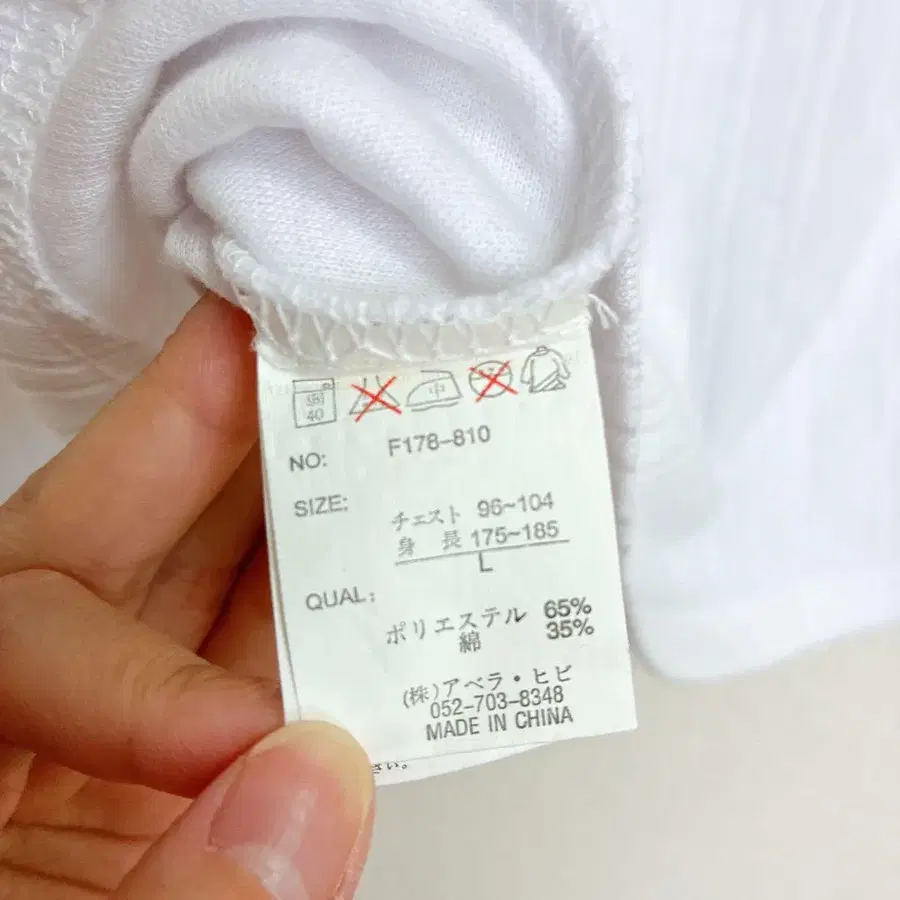 40
中
NO: F178-810
SIZE:
チェスト 96~104
身 長 175~185
L
QUAL:
ポリエステル 65%
綿 35%
(株)アベラ・ヒビ
052-703-8348
MADE IN CHINA
さい。